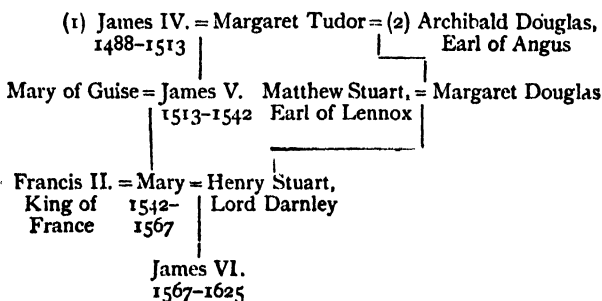 (1) James IV. = Margaret Tudor = (2) Archibald Douglas,
1488-1513 Earl of Angus
Mary of Guise = James V. Matthew Stuart, = Margaret Douglas
1513-1542 Earl of Lennox
Francis II. = Mary = Henry Stuart,
King of 1542- Lord Darnley
France 1567
James VI.
1567-1625